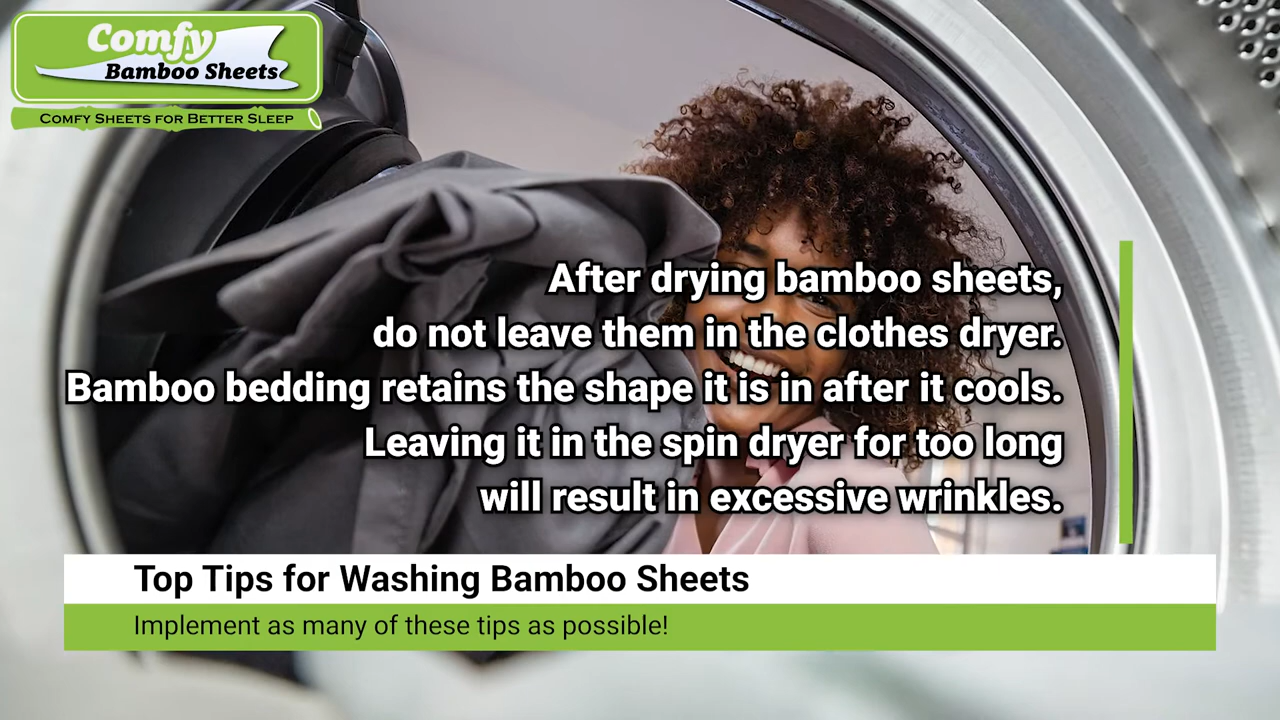 Comfy
Bamboo Sheets
COMFY SHEETS FOR BETTER SLEEP
After drying bamboo sheets,
do not leave them in the clothes dryer.
Bamboo bedding retains the shape it is in after it cools.
Leaving it in the spin dryer for too long
will result in excessive wrinkles.
Top Tips for Washing Bamboo Sheets
Implement as many of these tips as possible!